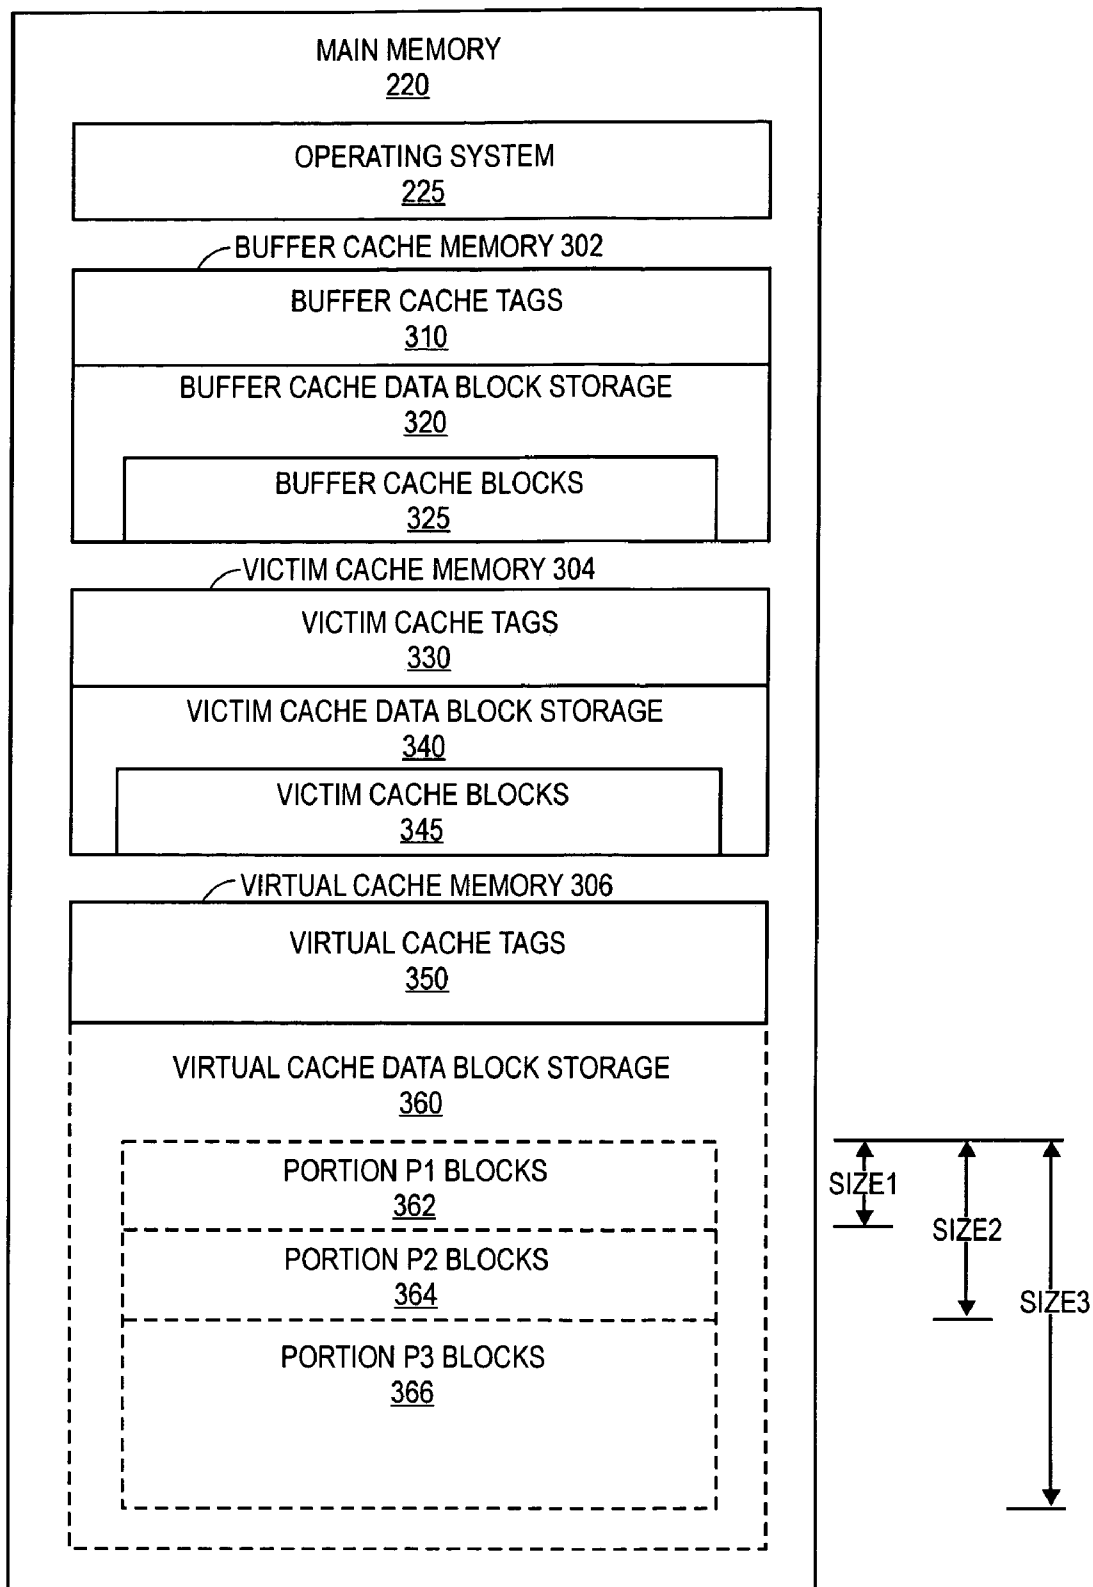 MAIN MEMORY
220
OPERATING SYSTEM
225
BUFFER CACHE MEMORY 302
BUFFER CACHE TAGS
310
BUFFER CACHE DATA BLOCK STORAGE
320
BUFFER CACHE BLOCKS
325
VICTIM CACHE MEMORY 304
VICTIM CACHE TAGS
330
VICTIM CACHE DATA BLOCK STORAGE
340
VICTIM CACHE BLOCKS
345
VIRTUAL CACHE MEMORY 306
VIRTUAL CACHE TAGS
350
VIRTUAL CACHE DATA BLOCK STORAGE
360
PORTION P1 BLOCKS
362
PORTION P2 BLOCKS
364
PORTION P3 BLOCKS
366
SIZE1
SIZE2
SIZE3